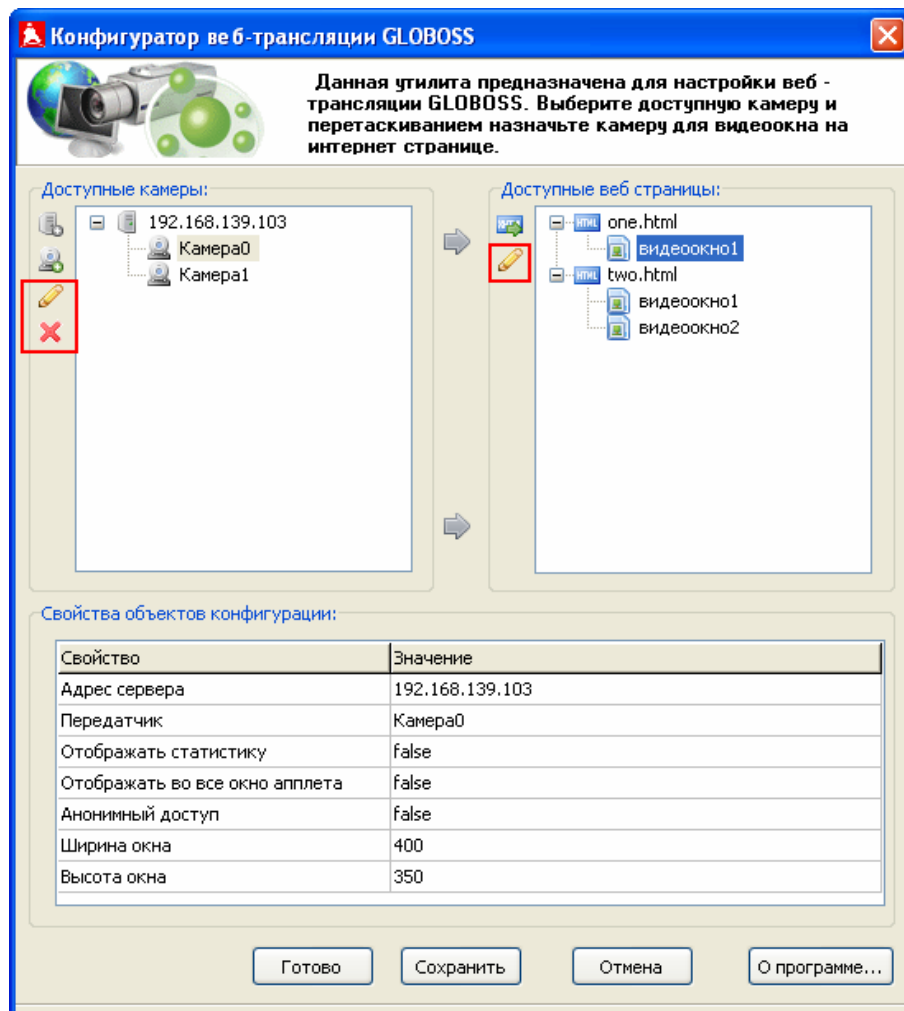 Конфигуратор веб-трансляции GLOBOSS
Данная утилита предназначена для настройки веб -
трансляции GLOBOSS. Выберите доступную камеру и
перетаскиванием назначьте камеру для видеоокна на
интернет странице.
Доступные камеры:
192.168.139.103
Камера0
Камера1
Доступные веб страницы:
HTML one.html
видеоокно1
HTML two.html
видеоокно1
видеоокно2
Свойства объектов конфигурации:
Свойство Значение
Адрес сервера 192.168.139.103
Передатчик Камера0
Отображать статистику false
Отображать во все окно апплета false
Анонимный доступ false
Ширина окна 400
Высота окна 350
Готово Сохранить Отмена О программе...